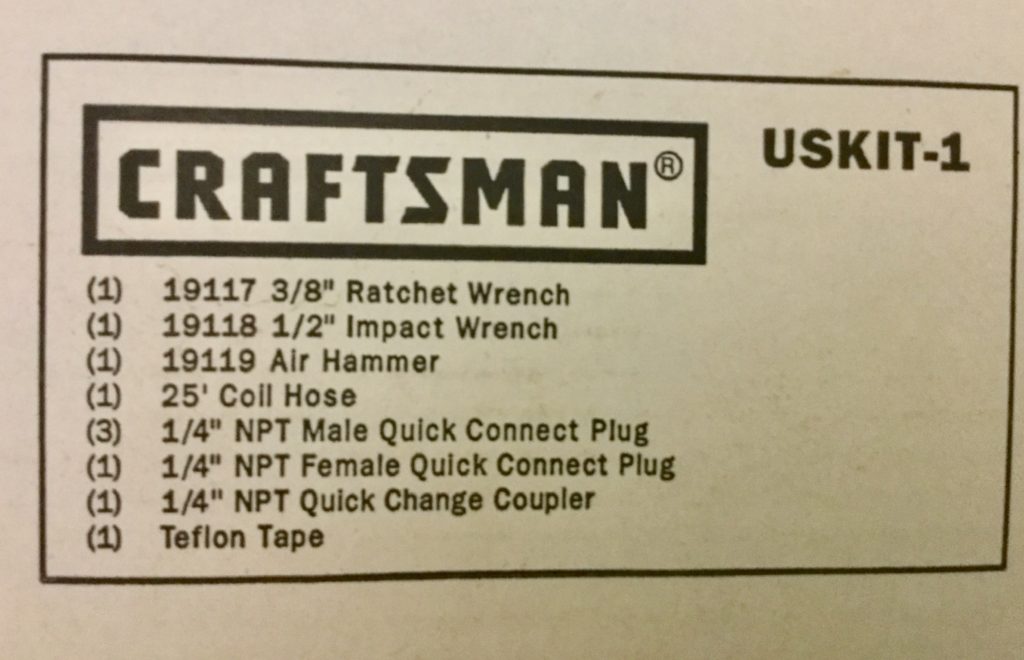 CRAFTSMAN®
USKIT-1
(1) 19117 3/8" Ratchet Wrench
(1) 19118 1/2" Impact Wrench
(1) 19119 Air Hammer
(1) 25' Coil Hose
(3) 1/4" NPT Male Quick Connect Plug
(1) 1/4" NPT Female Quick Connect Plug
(1) 1/4" NPT Quick Change Coupler
(1) Teflon Tape